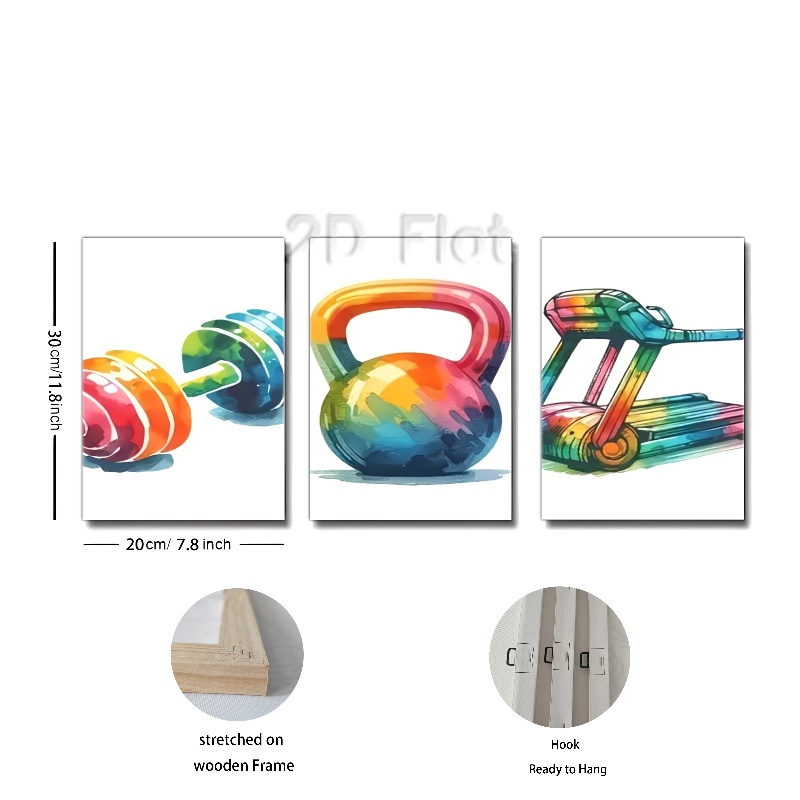 2D Flat
30cm/11.8inch
20cm/ 7.8 inch
stretched on
wooden Frame
Hook
Ready to Hang